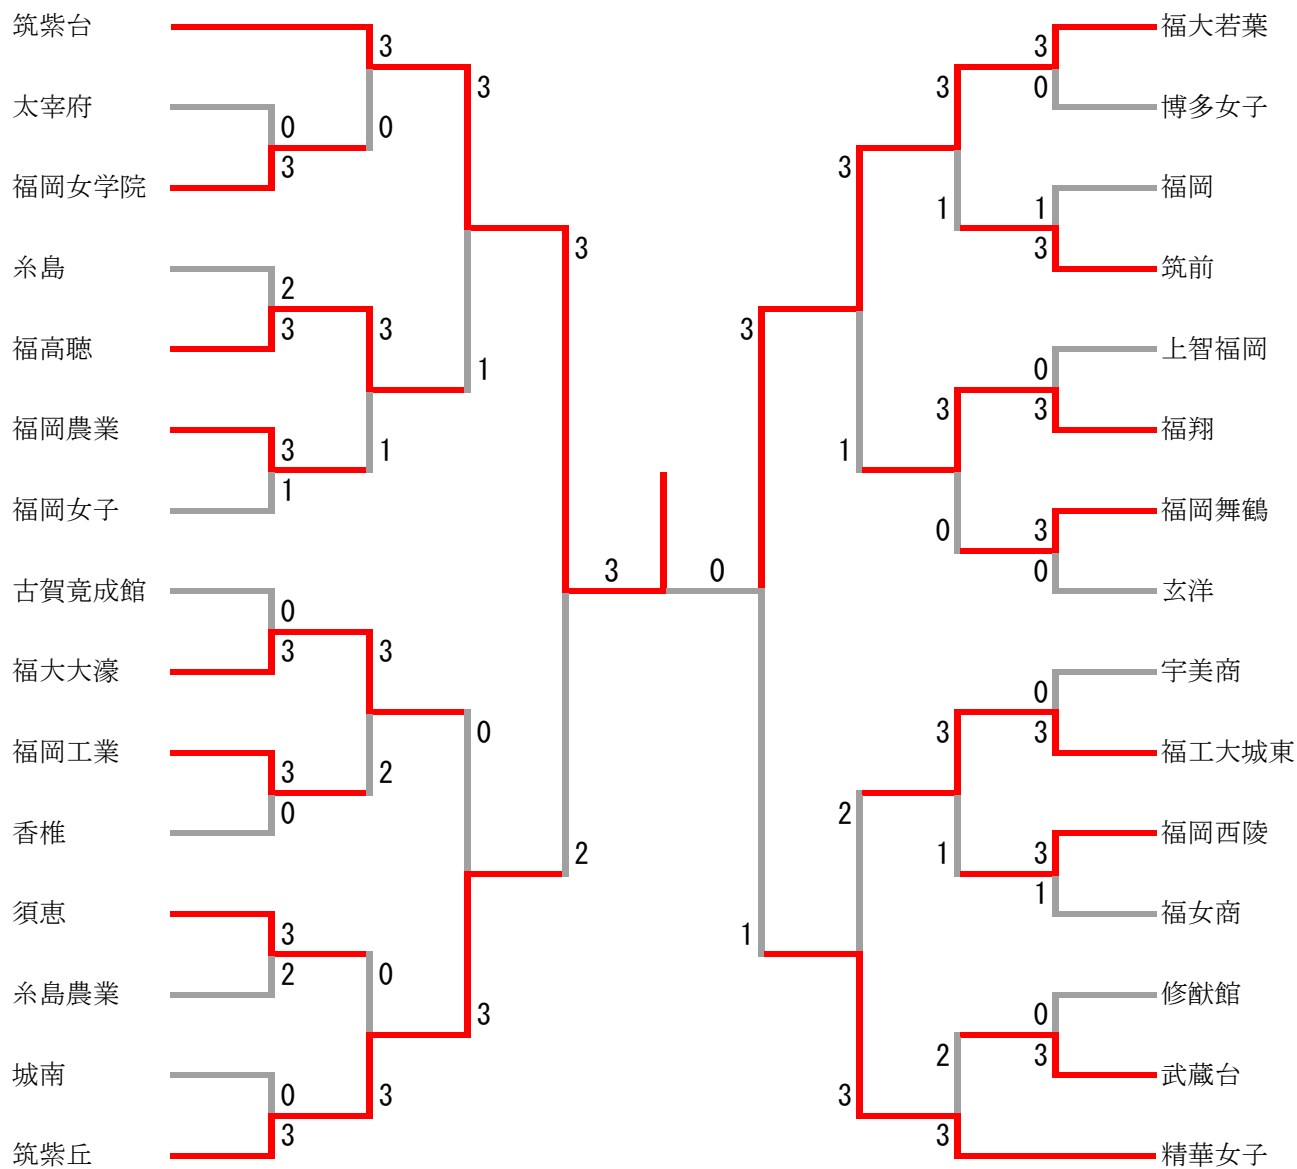 筑紫台
太宰府
福岡女学院
糸島
福高聴
福岡農業
福岡女子
古賀竟成館
福大大濠
福岡工業
香椎
須恵
糸島農業
城南
筑紫丘
0
3
2
3
3
1
0
3
3
0
3
2
0
3
3
0
3
1
3
2
0
3
3
1
0
3
3
2
3
0
3
1
3
1
2
3
3
1
3
0
2
3
3
0
1
3
0
3
3
0
0
3
3
1
0
3
福大若葉
博多女子
福岡
筑前
上智福岡
福翔
福岡舞鶴
玄洋
宇美商
福工大城東
福岡西陵
福女商
修猷館
武蔵台
精華女子